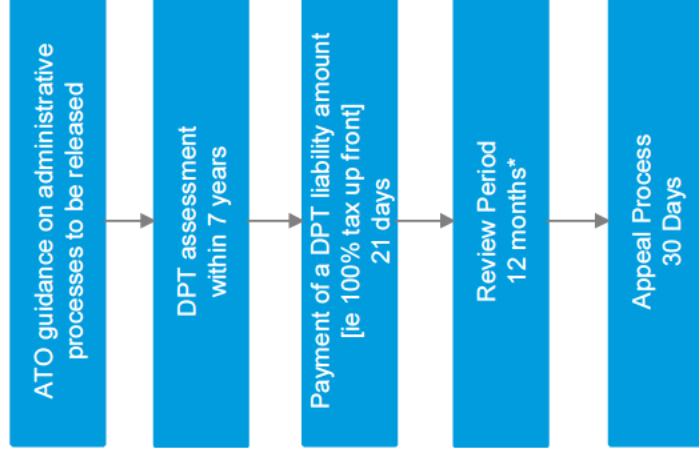 ATO guidance on administrative
processes to be released
DPT assessment
within 7 years
Payment of a DPT liability amount
[ie 100% tax up front]
21 days
Review Period
12 months*
Appeal Process
30 Days